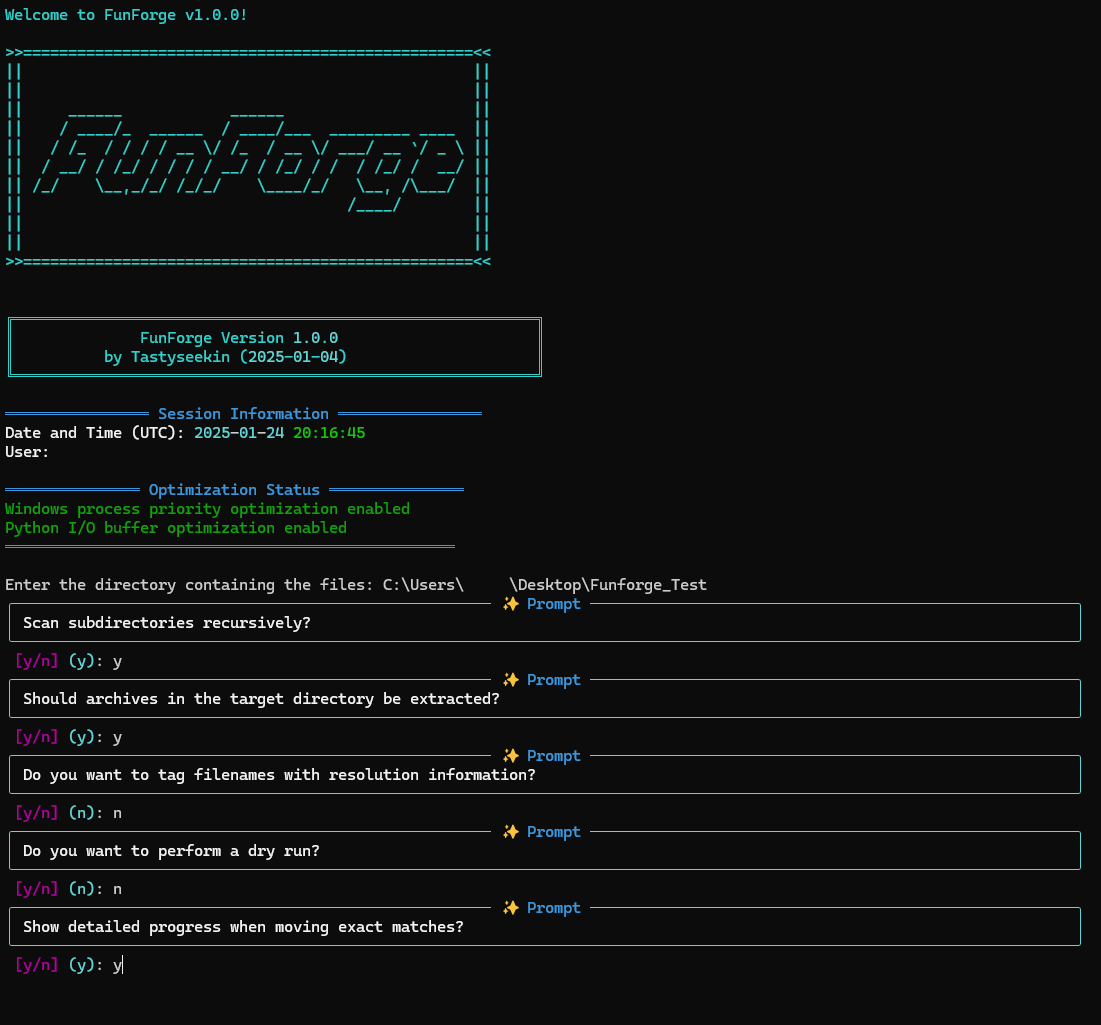 Welcome to FunForge v1.0.0!
>>==================================================<<
||                                                  ||
||                                                  ||
||     ______            ______                     ||
||    / ____/_  ______  / ____/___  _________ ____  ||
||   / /_  / / / / __ \/ /_  / __ \/ ___/ __ `/ _ \ ||
||  / __/ / /_/ / / / / __/ / /_/ / /  / /_/ /  __/ ||
|| /_/    \__,_/_/ /_/_/    \____/_/   \__, /\___/  ||
||                                    /____/        ||
||                                                  ||
||                                                  ||
>>==================================================<<
FunForge Version 1.0.0
by Tastyseekin (2025-01-04)
════════════════ Session Information ════════════════
Date and Time (UTC): 2025-01-24 20:16:45
User:
═══════════════ Optimization Status ═══════════════
Windows process priority optimization enabled
Python I/O buffer optimization enabled
══════════════════════════════════════════════════
Enter the directory containing the files: C:\Users\     \Desktop\Funforge_Test
✨ Prompt
Scan subdirectories recursively?
[y/n] (y): y
✨ Prompt
Should archives in the target directory be extracted?
[y/n] (y): y
✨ Prompt
Do you want to tag filenames with resolution information?
[y/n] (n): n
✨ Prompt
Do you want to perform a dry run?
[y/n] (n): n
✨ Prompt
Show detailed progress when moving exact matches?
[y/n] (y): y